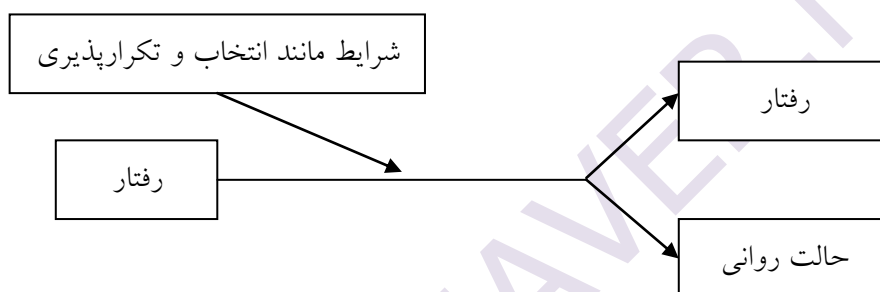 شرایط مانند انتخاب و تکرارپذیری
رفتار
رفتار
حالت روانی